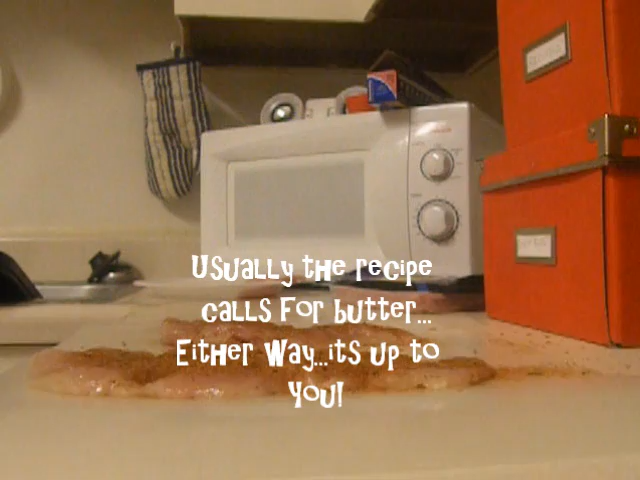 Usually the recipe
calls for butter...
Either way...its up to
you!